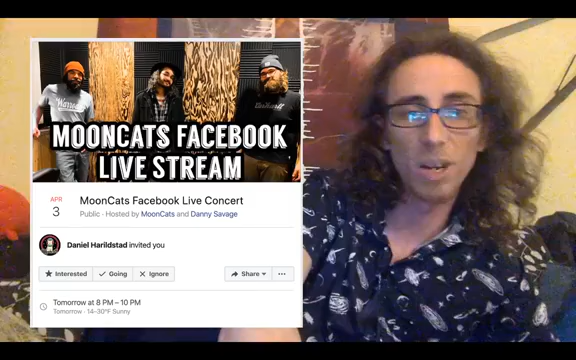 MOONCATS FACEBOOK
LIVE STREAM
APR
3
MoonCats Facebook Live Concert
Public · Hosted by MoonCats and Danny Savage
Daniel Harildstad invited you
Interested
Going
Ignore
Share
Tomorrow at 8 PM – 10 PM
Tomorrow · 14–30°F Sunny